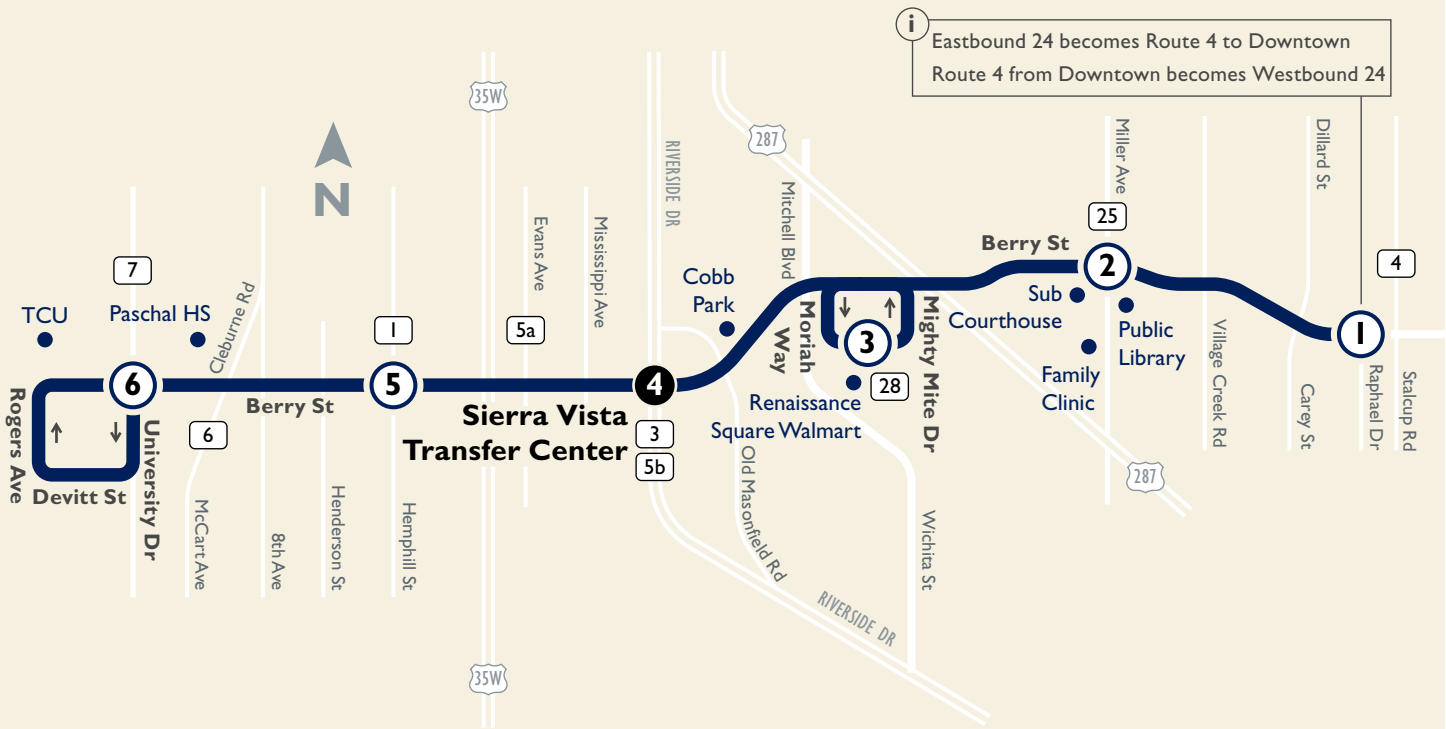 i
Eastbound 24 becomes Route 4 to Downtown
Route 4 from Downtown becomes Westbound 24
35W
287
RIVERSIDE DR
Mitchell Blvd
Miller Ave
Dillard St
N
Evans Ave
Mississippi Ave
25
Berry St
2
7
4
Cobb
Park
TCU
Paschal HS
Cleburne Rd
1
5a
Moriah
Way
3
Mighty Mite Dr
Sub
Courthouse
Public
Library
Family
Clinic
Village Creek Rd
Carey St
1
Raphael Dr
Stalcup Rd
6
5
4
28
Renaissance
Square Walmart
Rogers Ave
Devitt St
University Dr
6
Berry St
Sierra Vista
Transfer Center
3
5b
McCart Ave
8th Ave
Henderson St
Hemphill St
Old Masonfield Rd
Wichita St
287
RIVERSIDE DR
35W